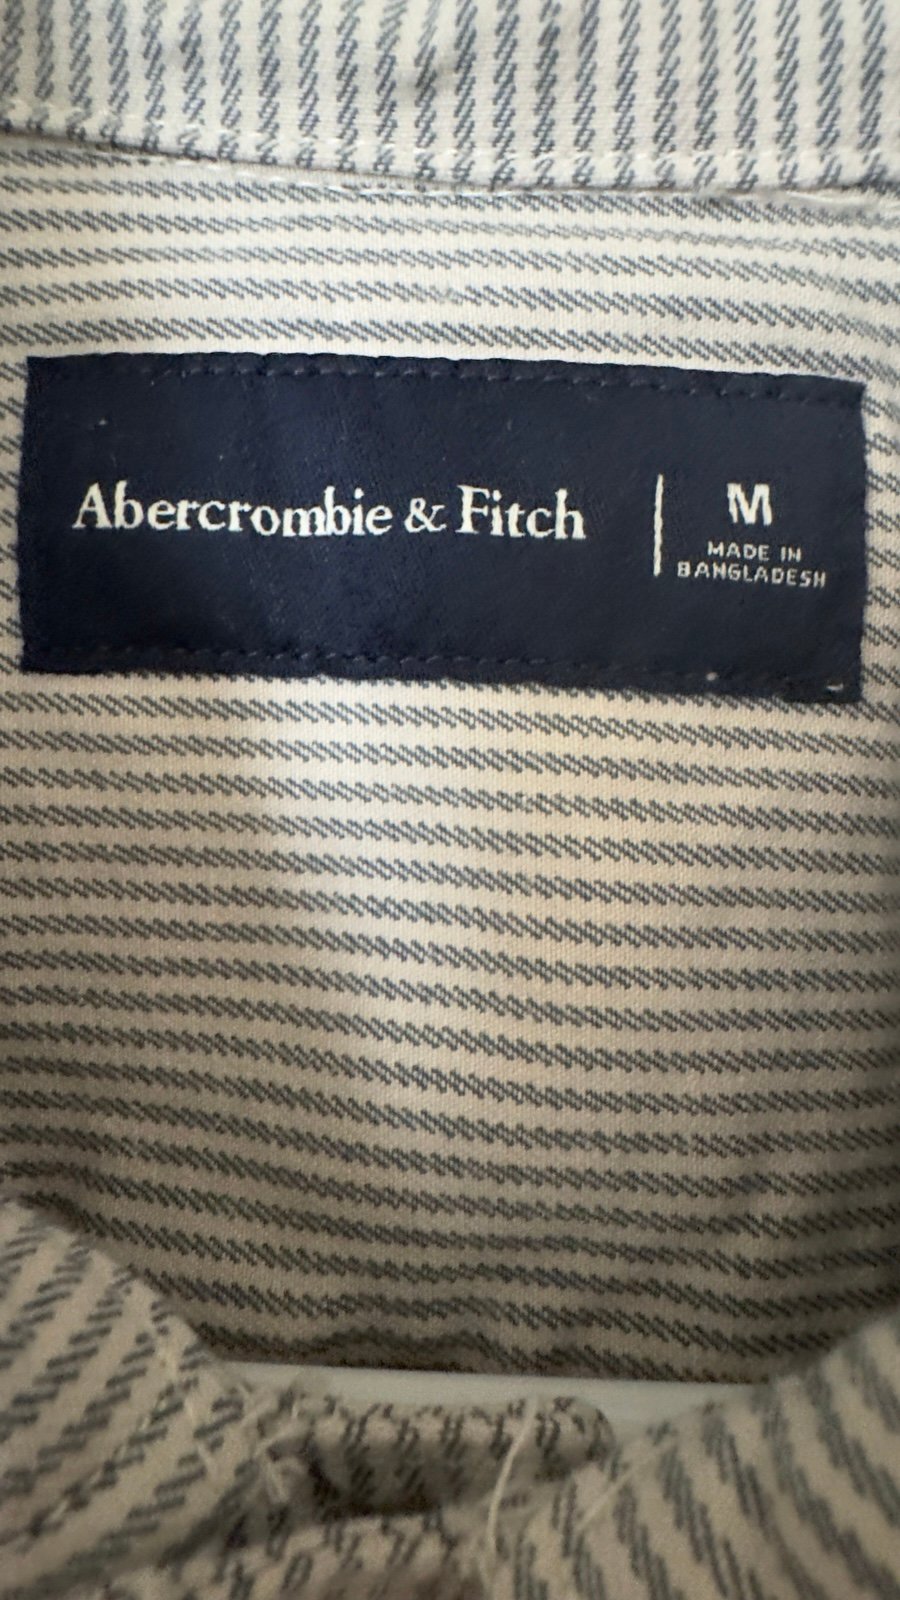 Abercrombie & Fitch
M
MADE IN
BANGLADESH